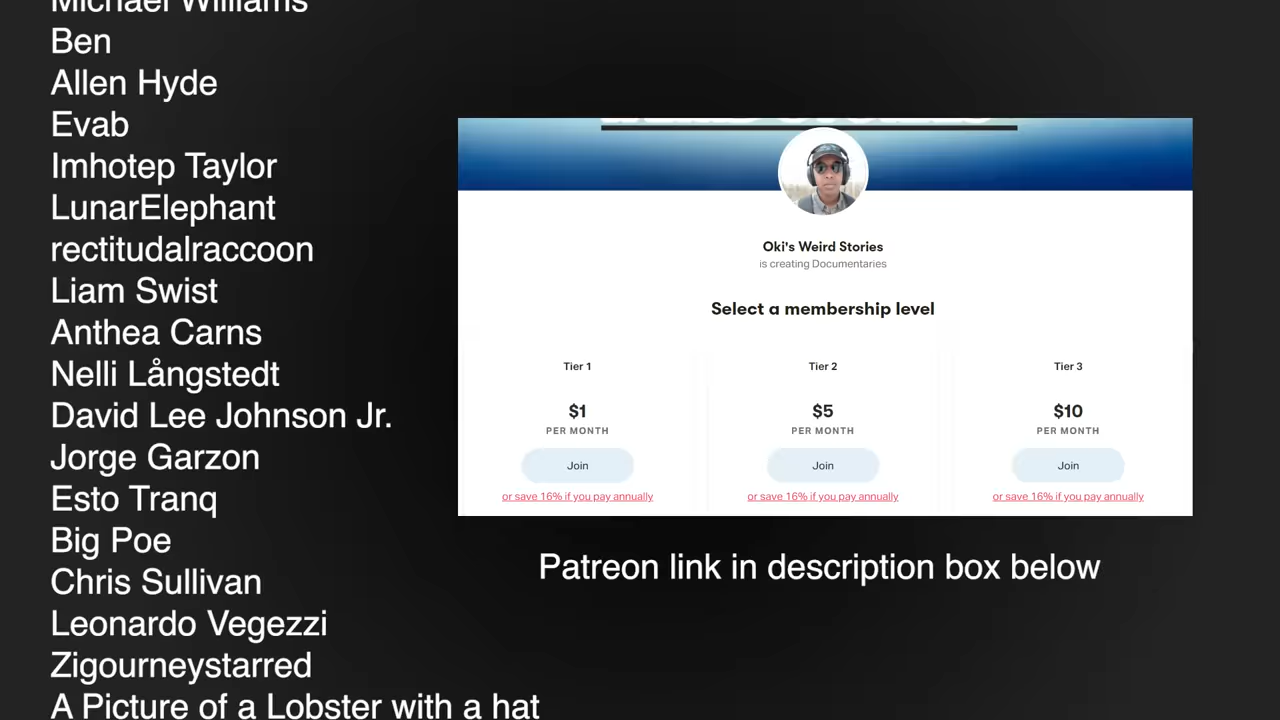 Michael Williams
Ben
Allen Hyde
Evab
Imhotep Taylor
LunarElephant
rectitudalraccoon
Liam Swist
Anthea Carns
Nelli Långstedt
David Lee Johnson Jr.
Jorge Garzon
Esto Tranq
Big Poe
Chris Sullivan
Leonardo Vegezzi
Zigourneystarred
A Picture of a Lobster with a hat
Oki's Weird Stories
is creating Documentaries
Select a membership level
Tier 1
$1
PER MONTH
Join
or save 16% if you pay annually
Tier 2
$5
PER MONTH
Join
or save 16% if you pay annually
Tier 3
$10
PER MONTH
Join
or save 16% if you pay annually
Patreon link in description box below